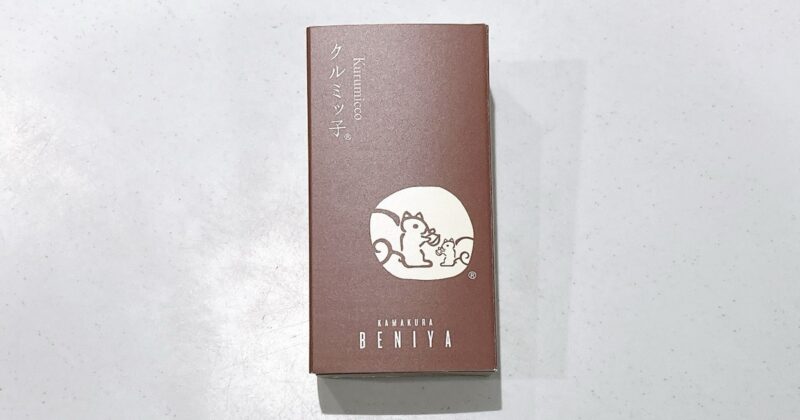 クルミッ子®
Kurumicco
®
KAMAKURA
BENIYA